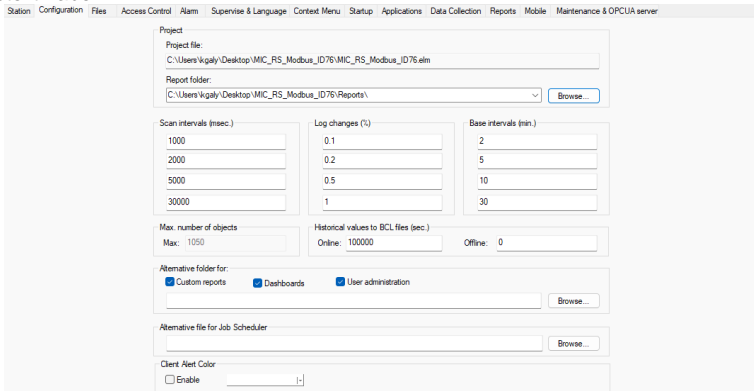 Station Configuration Files Access Control Alam Supervise & Language Context Menu Startup Applications Data Collection Reports Mobile Maintenance & OPCUA server
Project
Project file:
C:\Users\kgaly\Desktop\MIC_RS_Modbus_ID76\MIC_RS_Modbus_ID76.elm
Report folder:
C:\Users\kgaly\Desktop\MIC_RS_Modbus_ID76\Reports\ Browse...
Scan intervals (msec.) Log changes (%) Base intervals (min.)
1000 0.1 2
2000 0.2 5
5000 0.5 10
30000 1 30
Max. number of objects Historical values to BCL files (sec.)
Max: 1050 Online: 100000 Offline: 0
Alternative folder for:
Custom reports Dashboards User administration
Browse...
Alternative file for Job Scheduler
Browse...
Client Alert Color
Enable